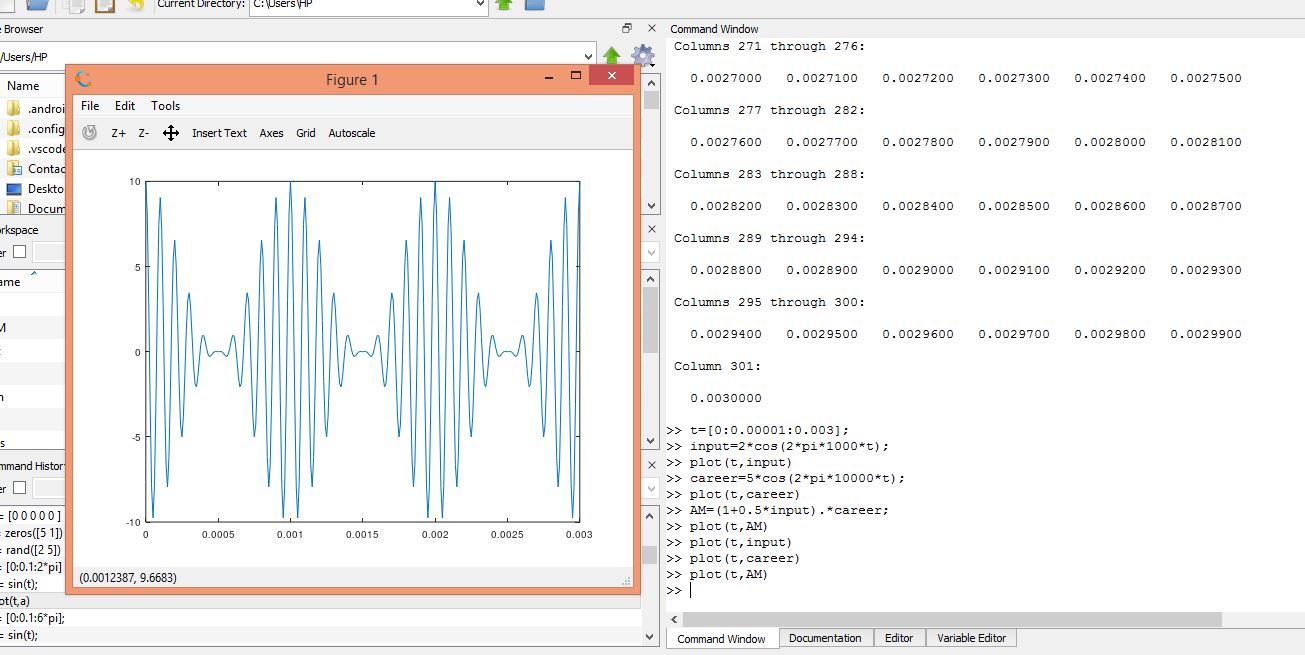 Current Directory: C:\Users\HP
Browser
/Users/HP
Name
.androi
.config
.vscode
Contac
Deskto
Docum
rkspace
er
ame
M
n
s
mmand Histor
er
= [0 0 0 0 0 ]
= zeros([5 1])
= rand([2 5])
= [0:0.1:2*pi]
= sin(t);
ot(t,a)
= [0:0.1:6*pi];
= sin(t);
Figure 1
File Edit Tools
Z+ Z- Insert Text Axes Grid Autoscale
10
5
0
-5
-10
0 0.0005 0.001 0.0015 0.002 0.0025 0.003
(0.0012387, 9.6683)
Command Window
Columns 271 through 276:
0.0027000 0.0027100 0.0027200 0.0027300 0.0027400 0.0027500
Columns 277 through 282:
0.0027600 0.0027700 0.0027800 0.0027900 0.0028000 0.0028100
Columns 283 through 288:
0.0028200 0.0028300 0.0028400 0.0028500 0.0028600 0.0028700
Columns 289 through 294:
0.0028800 0.0028900 0.0029000 0.0029100 0.0029200 0.0029300
Columns 295 through 300:
0.0029400 0.0029500 0.0029600 0.0029700 0.0029800 0.0029900
Column 301:
0.0030000
>> t=[0:0.00001:0.003];
>> input=2*cos(2*pi*1000*t);
>> plot(t,input)
>> career=5*cos(2*pi*10000*t);
>> plot(t,career)
>> AM=(1+0.5*input).*career;
>> plot(t,AM)
>> plot(t,input)
>> plot(t,career)
>> plot(t,AM)
>>
Command Window Documentation Editor Variable Editor